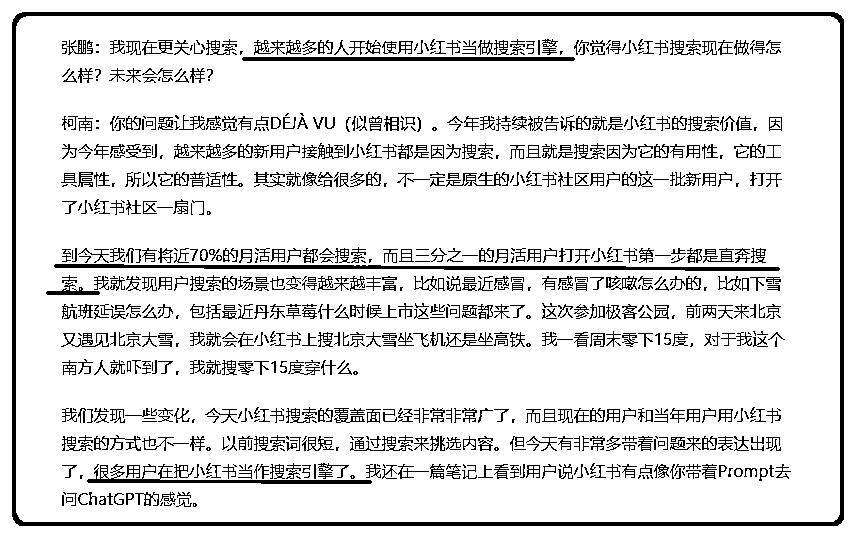 张鹏：我现在更关心搜索，越来越多的人开始使用小红书当做搜索引擎，你觉得小红书搜索现在做得怎
么样？未来会怎么样？
柯南：你的问题让我感觉有点DÉJÀ VU（似曾相识）。今年我持续被告诉的就是小红书的搜索价值，因
为今年感受到，越来越多的新用户接触到小红书都是因为搜索，而且就是搜索因为它的有用性，它的工
具属性，所以它的普适性。其实就像给很多的，不一定是原生的小红书社区用户的这一批新用户，打开
了小红书社区一扇门。
到今天我们有将近70%的月活用户都会搜索，而且三分之一的月活用户打开小红书第一步都是直奔搜
索。我就发现用户搜索的场景也变得越来越丰富，比如说最近感冒，有感冒了咳嗽怎么办的，比如下雪
航班延误怎么办，包括最近丹东草莓什么时候上市这些问题都来了。这次参加极客公园，前两天来北京
又遇见北京大雪，我就会在小红书上搜北京大雪坐飞机还是坐高铁。我一看周末零下15度，对于我这个
南方人就吓到了，我就搜零下15度穿什么。
我们发现一些变化，今天小红书搜索的覆盖面已经非常非常广了，而且现在的用户和当年用户用小红书
搜索的方式也不一样。以前搜索词很短，通过搜索来挑选内容。但今天有非常多带着问题来的表达出现
了，很多用户在把小红书当作搜索引擎了。我还在一篇笔记上看到用户说小红书有点像你带着Prompt去
问ChatGPT的感觉。